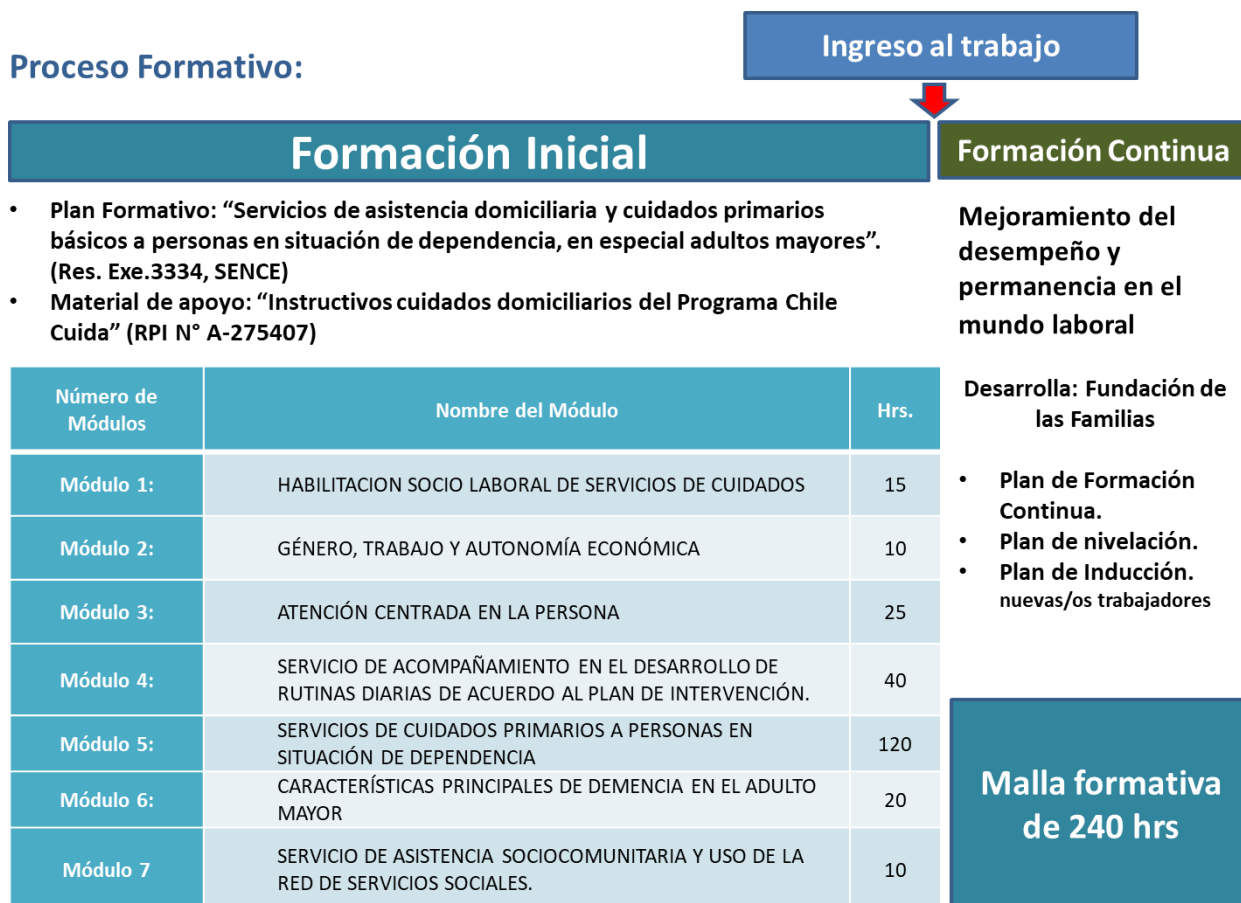 Ingreso al trabajo
Proceso Formativo:
Formación Inicial
• Plan Formativo: “Servicios de asistencia domiciliaria y cuidados primarios
básicos a personas en situación de dependencia, en especial adultos mayores”.
(Res. Exe.3334, SENCE)
• Material de apoyo: “Instructivos cuidados domiciliarios del Programa Chile
Cuida” (RPI N° A-275407)
Número de
Módulos
Nombre del Módulo
Hrs.
Módulo 1:
HABILITACION SOCIO LABORAL DE SERVICIOS DE CUIDADOS
15
Módulo 2:
GÉNERO, TRABAJO Y AUTONOMÍA ECONÓMICA
10
Módulo 3:
ATENCIÓN CENTRADA EN LA PERSONA
25
Módulo 4:
SERVICIO DE ACOMPAÑAMIENTO EN EL DESARROLLO DE
RUTINAS DIARIAS DE ACUERDO AL PLAN DE INTERVENCIÓN.
40
Módulo 5:
SERVICIOS DE CUIDADOS PRIMARIOS A PERSONAS EN
SITUACIÓN DE DEPENDENCIA
120
Módulo 6:
CARACTERÍSTICAS PRINCIPALES DE DEMENCIA EN EL ADULTO
MAYOR
20
Módulo 7
SERVICIO DE ASISTENCIA SOCIOCOMUNITARIA Y USO DE LA
RED DE SERVICIOS SOCIALES.
10
Formación Continua
Mejoramiento del
desempeño y
permanencia en el
mundo laboral
Desarrolla: Fundación de
las Familias
• Plan de Formación
Continua.
• Plan de nivelación.
• Plan de Inducción.
nuevas/os trabajadores
Malla formativa
de 240 hrs